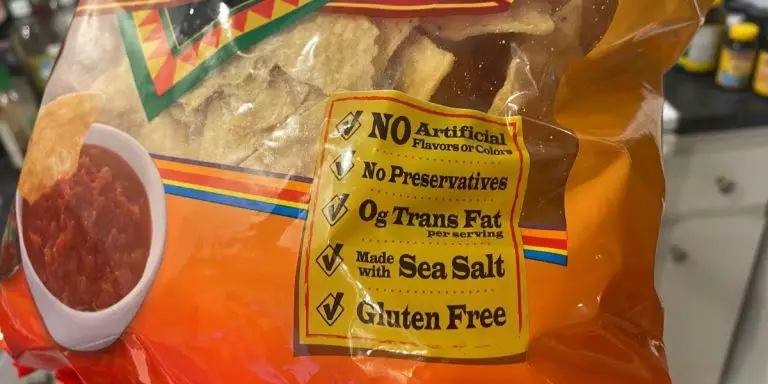 NO Artificial
Flavors or Colors
No Preservatives
0g Trans Fat
per serving
Made
with Sea Salt
Gluten Free